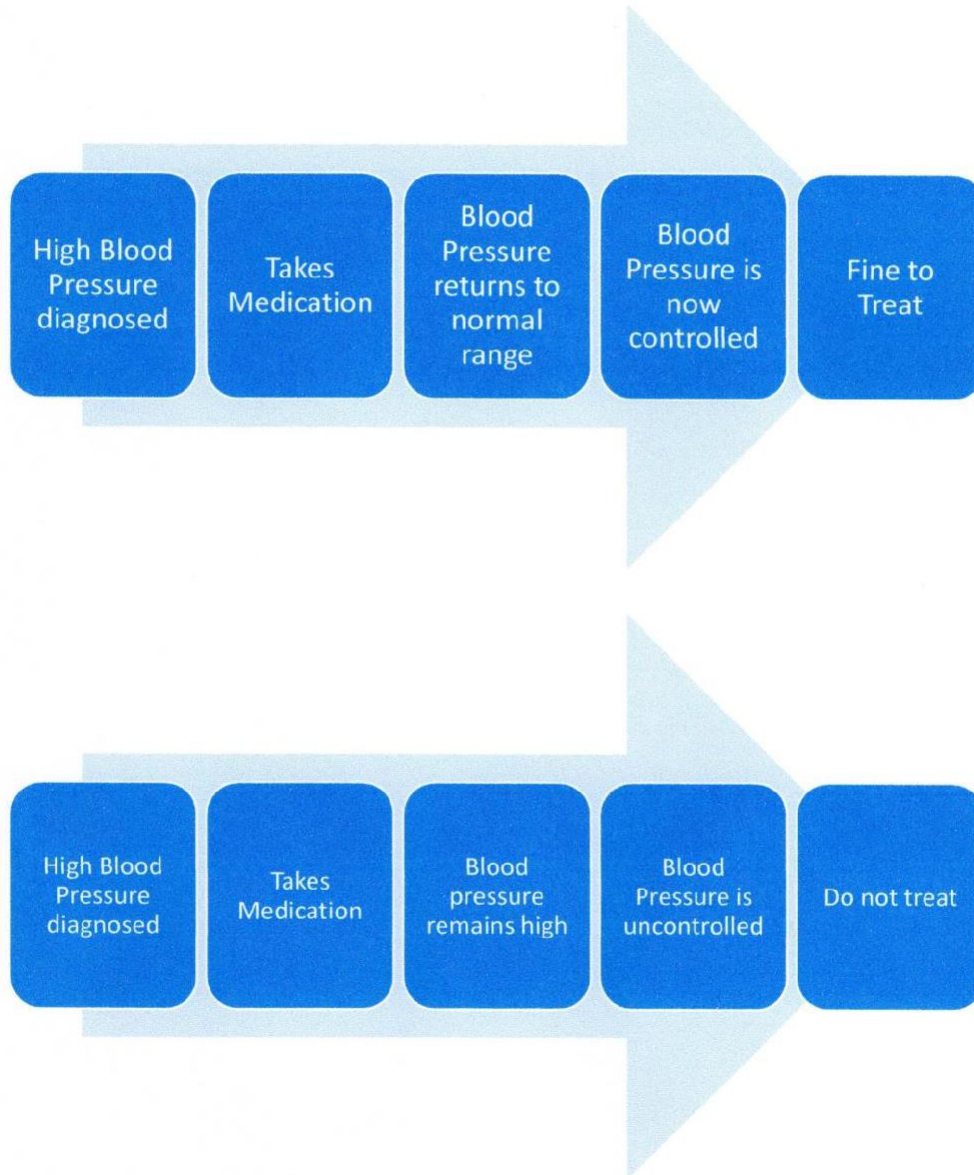 High Blood
Pressure
diagnosed
Takes
Medication
Blood
Pressure
returns to
normal
range
Blood
Pressure is
now
controlled
Fine to
Treat
High Blood
Pressure
diagnosed
Takes
Medication
Blood
pressure
remains high
Blood
Pressure is
uncontrolled
Do not treat